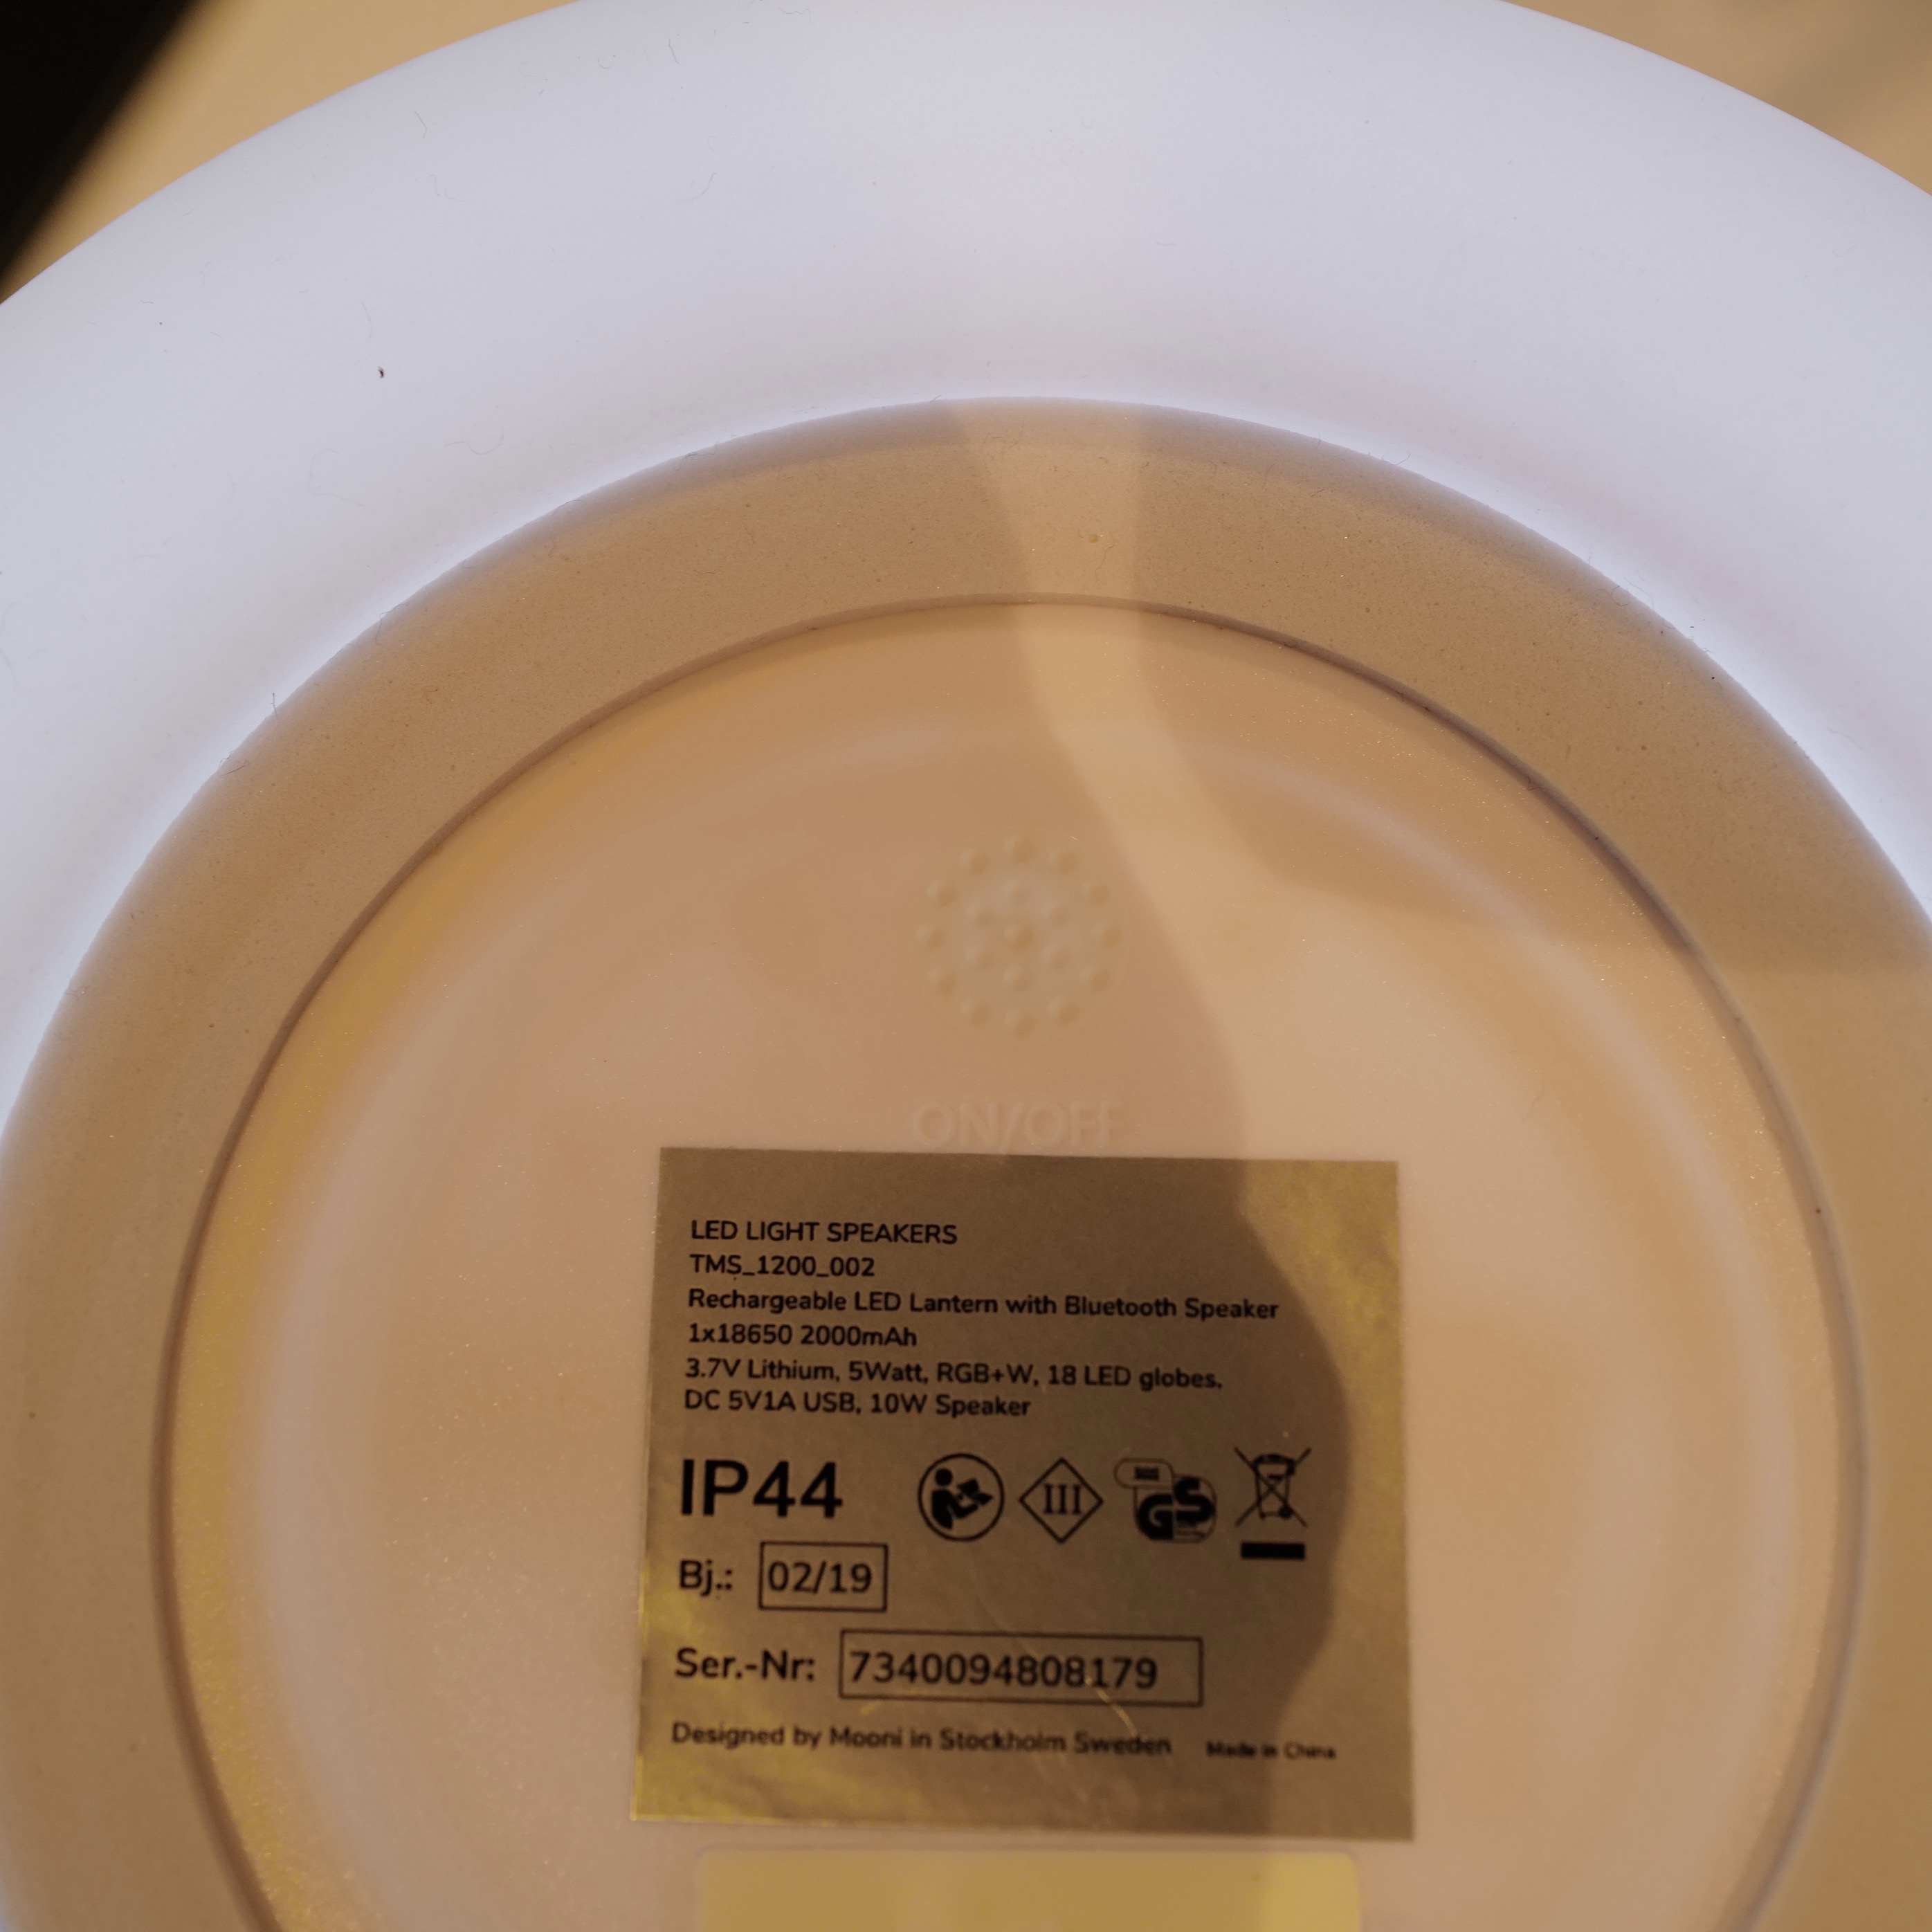 ON/OFF
LED LIGHT SPEAKERS
TMS_1200_002
Rechargeable LED Lantern with Bluetooth Speaker
1x18650 2000mAh
3.7V Lithium, 5Watt, RGB+W, 18 LED globes,
DC 5V1A USB, 10W Speaker
IP44 III GS
Bj.: 02/19
Ser.-Nr: 7340094808179
Designed by Mooni in Stockholm Sweden Made in China